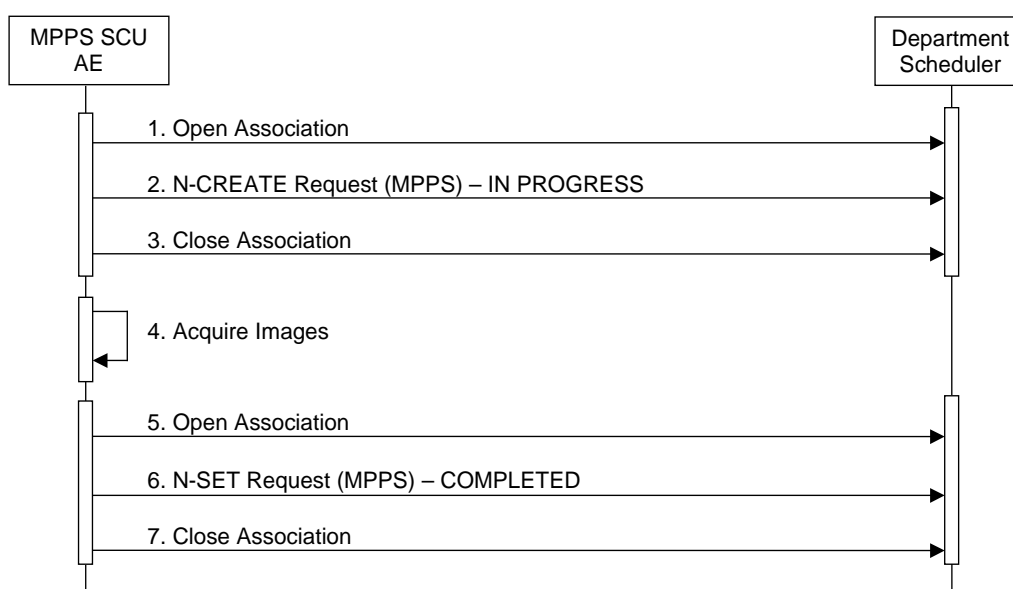 MPPS SCU
AE
Department
Scheduler
1. Open Association
2. N-CREATE Request (MPPS) – IN PROGRESS
3. Close Association
4. Acquire Images
5. Open Association
6. N-SET Request (MPPS) – COMPLETED
7. Close Association